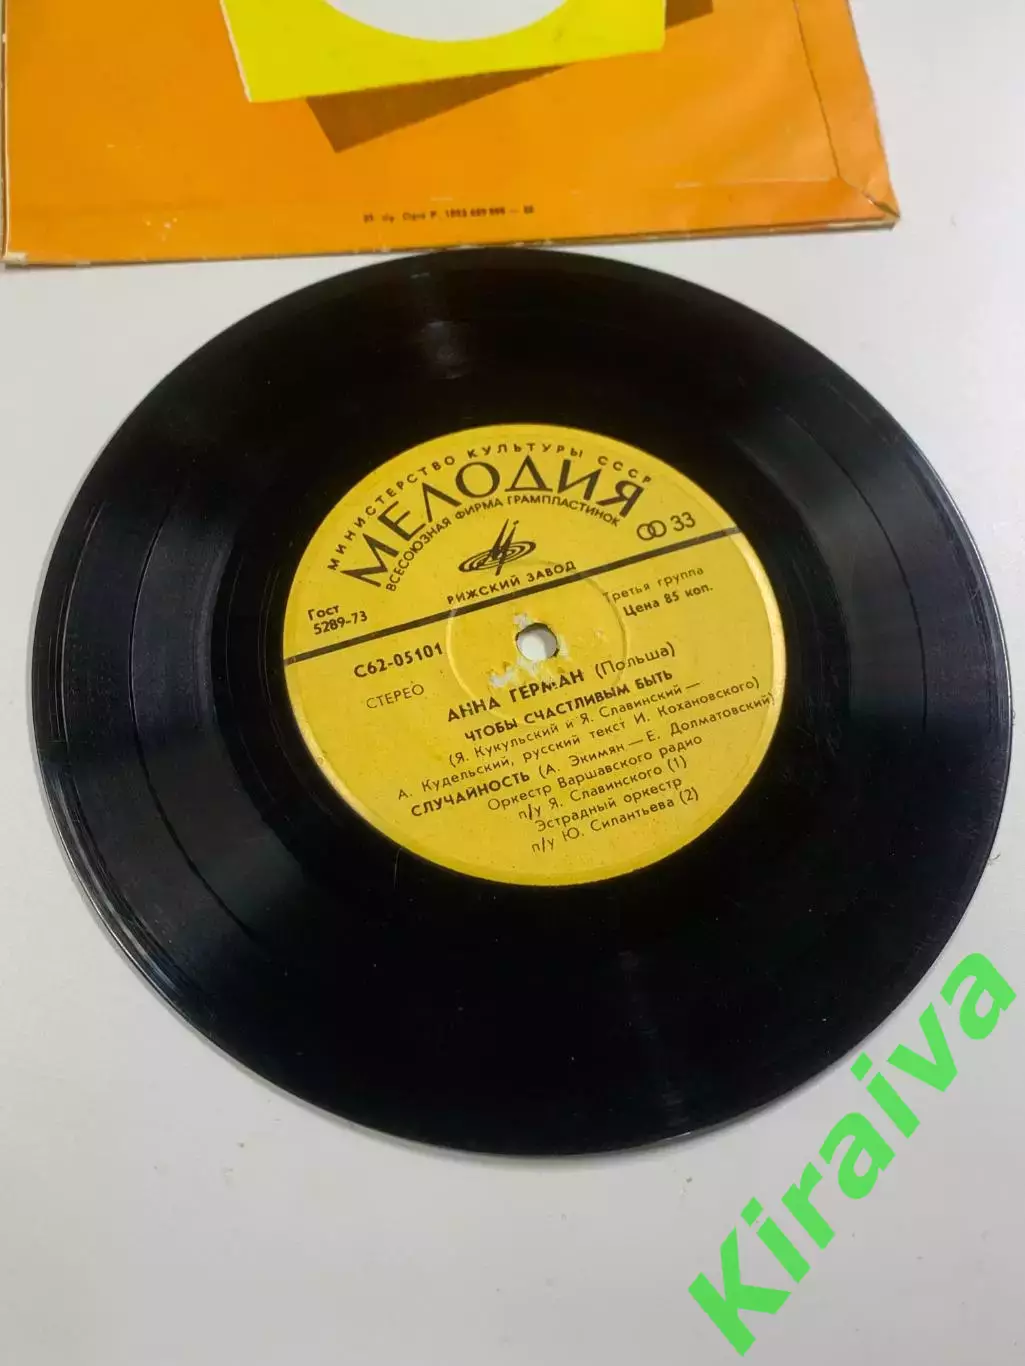 МИНИСТЕРСТВО КУЛЬТУРЫ СССР
МЕЛОДИЯ
ВСЕСОЮЗНАЯ ФИРМА ГРАМПЛАСТИНОК
33
РИЖСКИЙ ЗАВОД
Гост
5289-73
Третья группа
Цена 85 коп.
С62-05101
СТЕРЕО
АННА ГЕРМАН (Польша)
ЧТОБЫ СЧАСТЛИВЫМ БЫТЬ
(Я. Кукульский и Я. Славинский —
А. Кудельский, русский текст И. Кохановского)
СЛУЧАЙНОСТЬ (А. Экимян — Е. Долматовский)
Оркестр Варшавского радио
п/у Я. Славинского (1)
Эстрадный оркестр
п/у Ю. Силантьева (2)
Kiraiva